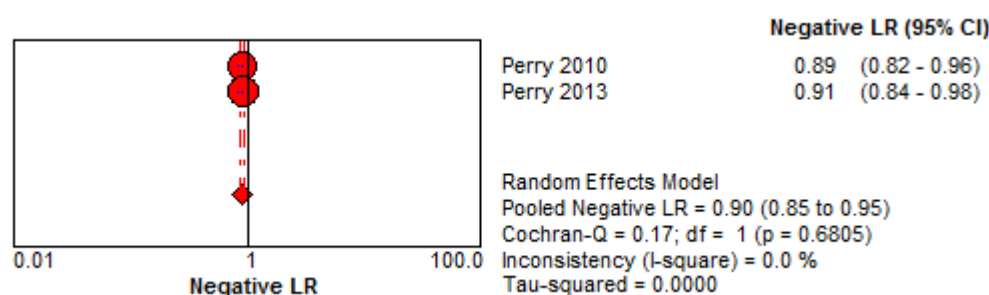 Negative LR (95% CI)
Perry 2010 0.89 (0.82 - 0.96)
Perry 2013 0.91 (0.84 - 0.98)
Random Effects Model
Pooled Negative LR = 0.90 (0.85 to 0.95)
Cochran-Q = 0.17; df = 1 (p = 0.6805)
Inconsistency (I-square) = 0.0 %
Tau-squared = 0.0000
0.01 1 100.0
Negative LR